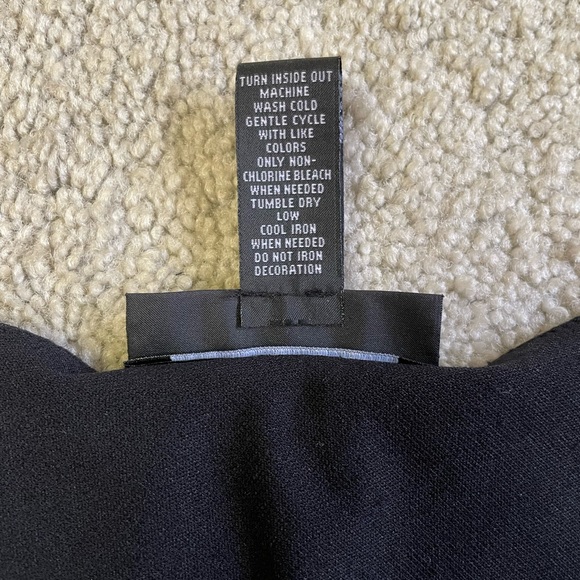 TURN INSIDE OUT
MACHINE
WASH COLD
GENTLE CYCLE
WITH LIKE
COLORS
ONLY NON-
CHLORINE BLEACH
WHEN NEEDED
TUMBLE DRY
LOW
COOL IRON
WHEN NEEDED
DO NOT IRON
DECORATION